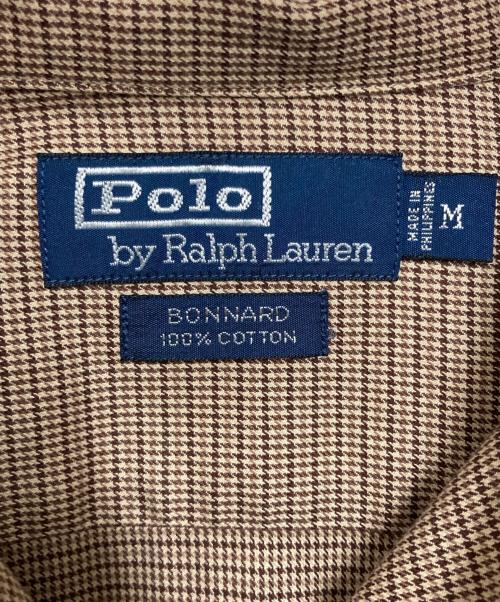 Polo
by Ralph Lauren
MADE IN
PHILIPPINES
M
BONNARD
100% COTTON